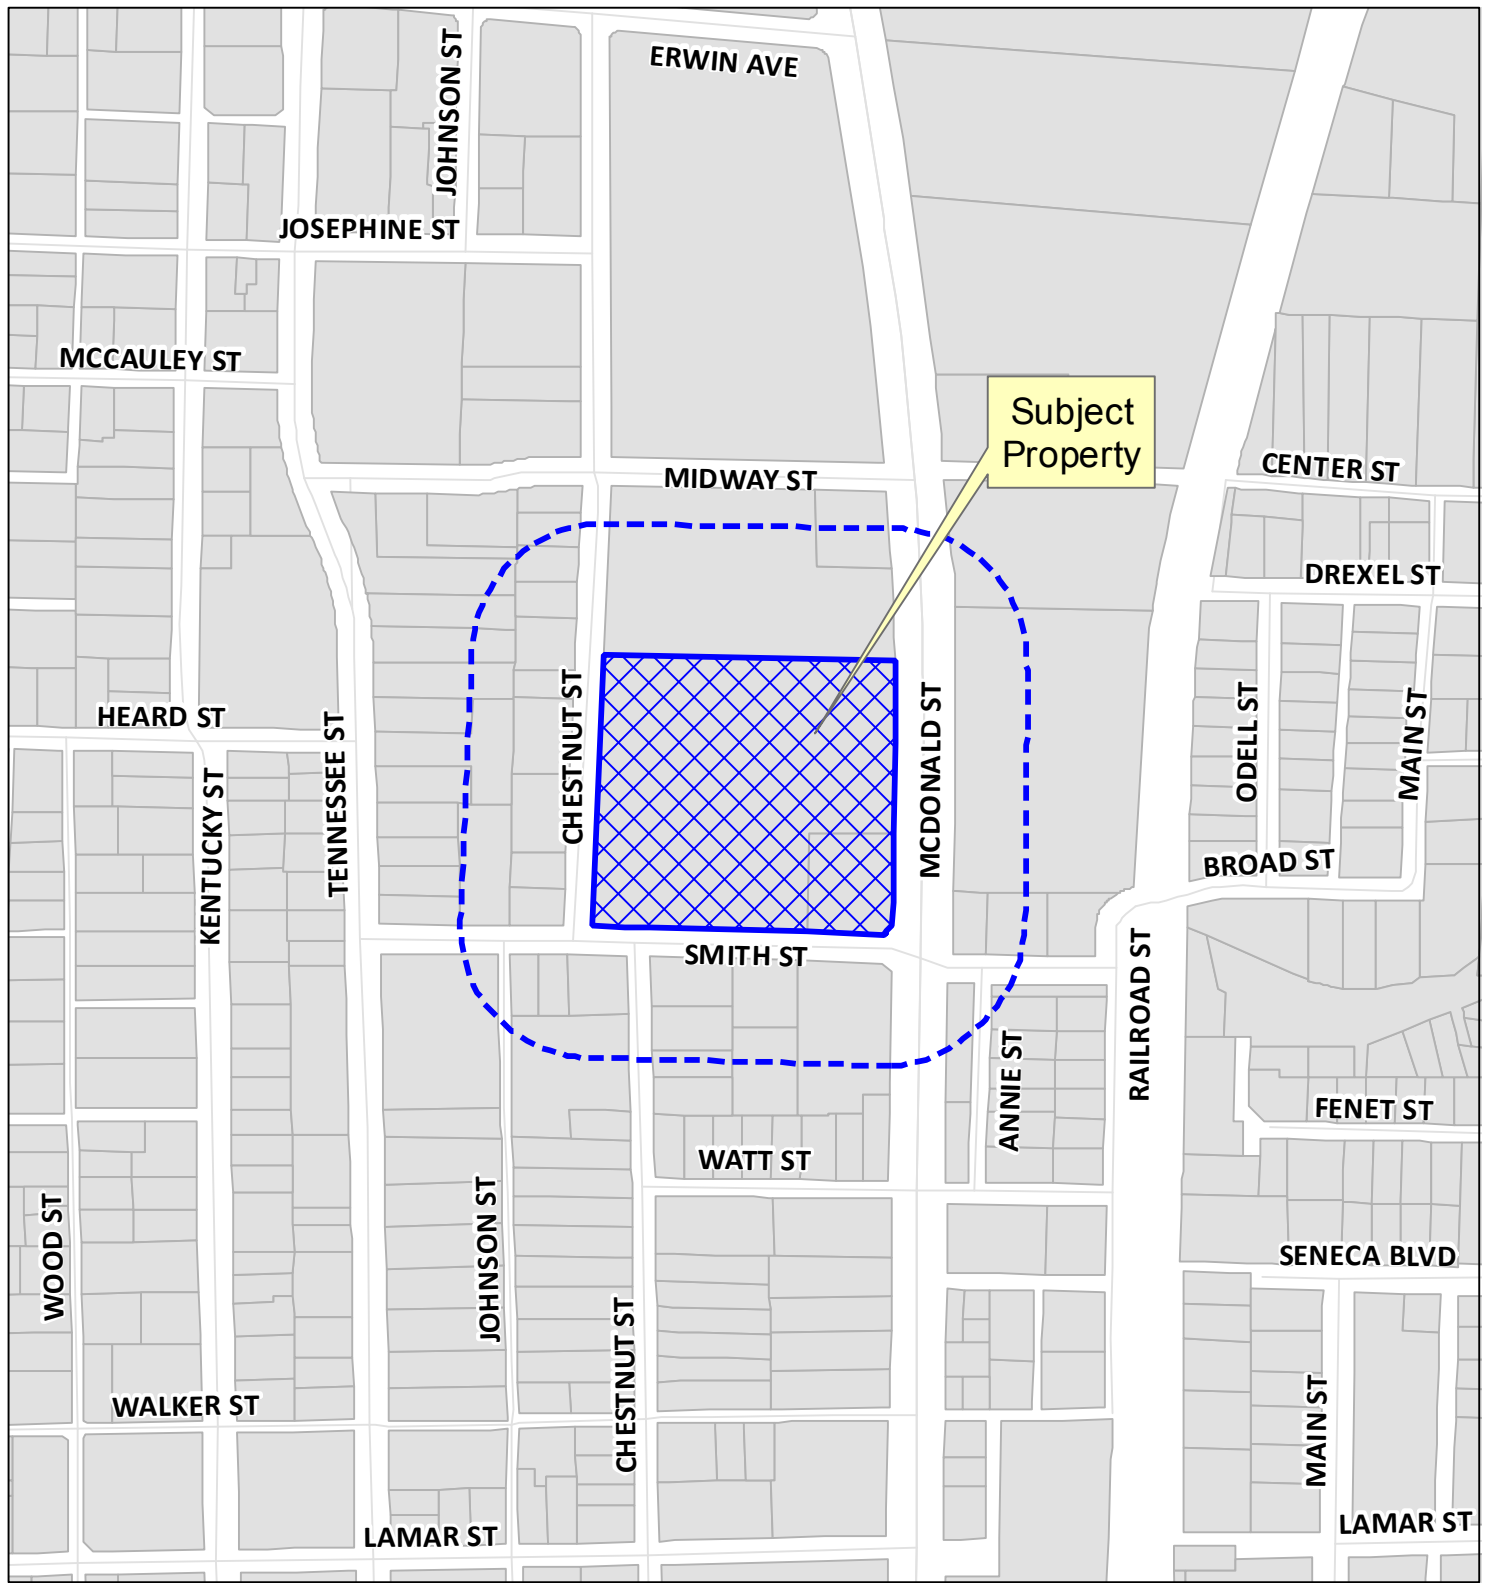 JOHNSON ST
ERWIN AVE
JOSEPHINE ST
MCCAULEY ST
Subject
Property
MIDWAY ST
CENTER ST
DREXEL ST
HEARD ST
CHESTNUT ST
MCDONALD ST
ODELL ST
MAIN ST
TENNESSEE ST
KENTUCKY ST
BROAD ST
SMITH ST
RAILROAD ST
ANNIE ST
FENET ST
WATT ST
WOOD ST
JOHNSON ST
SENECA BLVD
CHESTNUT ST
WALKER ST
MAIN ST
LAMAR ST
LAMAR ST